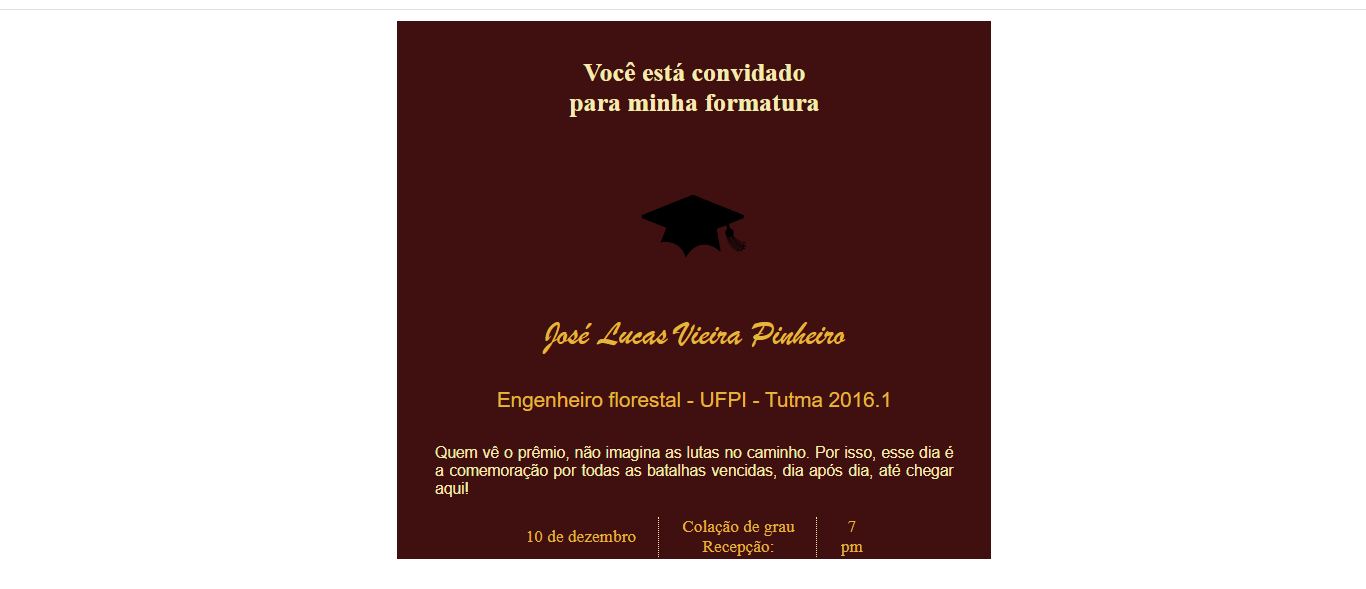 Você está convidado
para minha formatura
José Lucas Vieira Pinheiro
Engenheiro florestal - UFPI - Tutma 2016.1
Quem vê o prêmio, não imagina as lutas no caminho. Por isso, esse dia é
a comemoração por todas as batalhas vencidas, dia após dia, até chegar
aqui!
10 de dezembro
Colação de grau
Recepção:
7
pm